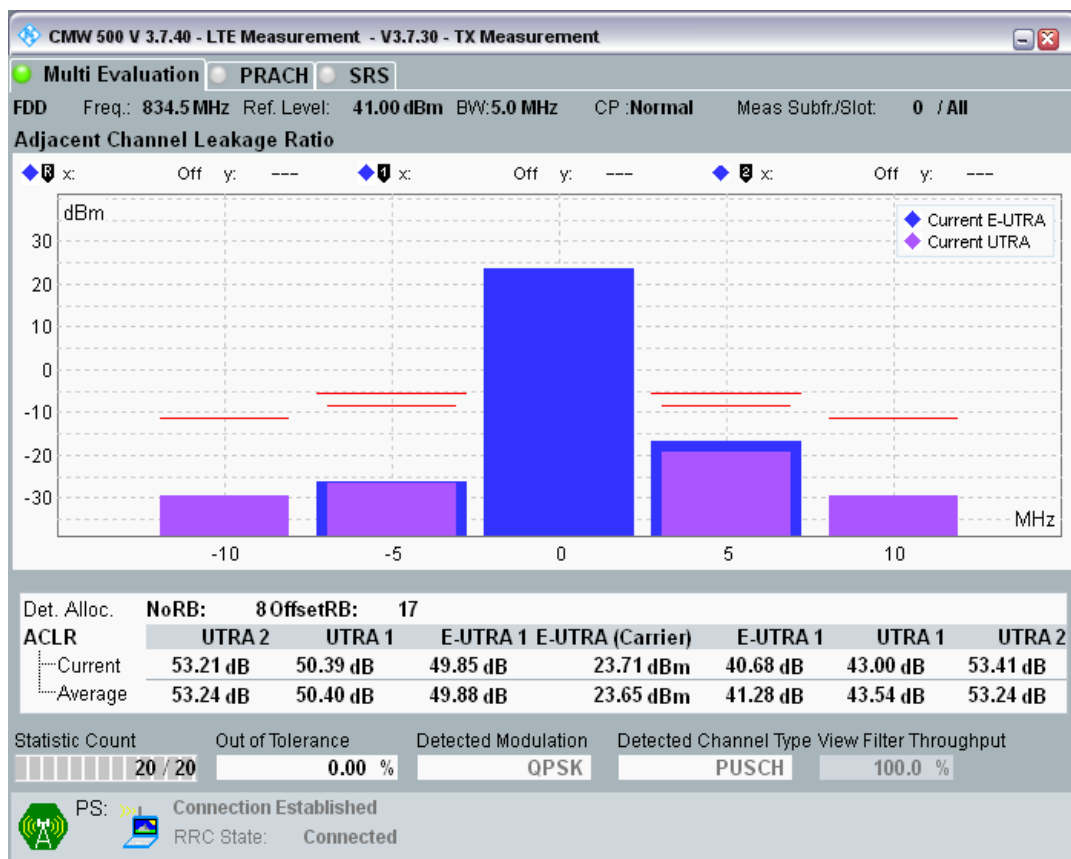 CMW 500 V 3.7.40 - LTE Measurement - V3.7.30 - TX Measurement
Multi Evaluation PRACH SRS
FDD Freq.: 834.5 MHz Ref. Level: 41.00 dBm BW:5.0 MHz CP :Normal Meas Subfr./Slot: 0 / All
Adjacent Channel Leakage Ratio
R x: Off y: --- 1 x: Off y: --- 2 x: Off y: ---
dBm
Current E-UTRA
Current UTRA
30
20
10
0
-10
-20
-30
MHz
-10 -5 0 5 10
Det. Alloc. NoRB: 8 OffsetRB: 17
ACLR UTRA 2 UTRA 1 E-UTRA 1 E-UTRA (Carrier) E-UTRA 1 UTRA 1 UTRA 2
Current 53.21 dB 50.39 dB 49.85 dB 23.71 dBm 40.68 dB 43.00 dB 53.41 dB
Average 53.24 dB 50.40 dB 49.88 dB 23.65 dBm 41.28 dB 43.54 dB 53.24 dB
Statistic Count Out of Tolerance Detected Modulation Detected Channel Type View Filter Throughput
20 / 20 0.00 % QPSK PUSCH 100.0 %
PS: Connection Established
RRC State: Connected